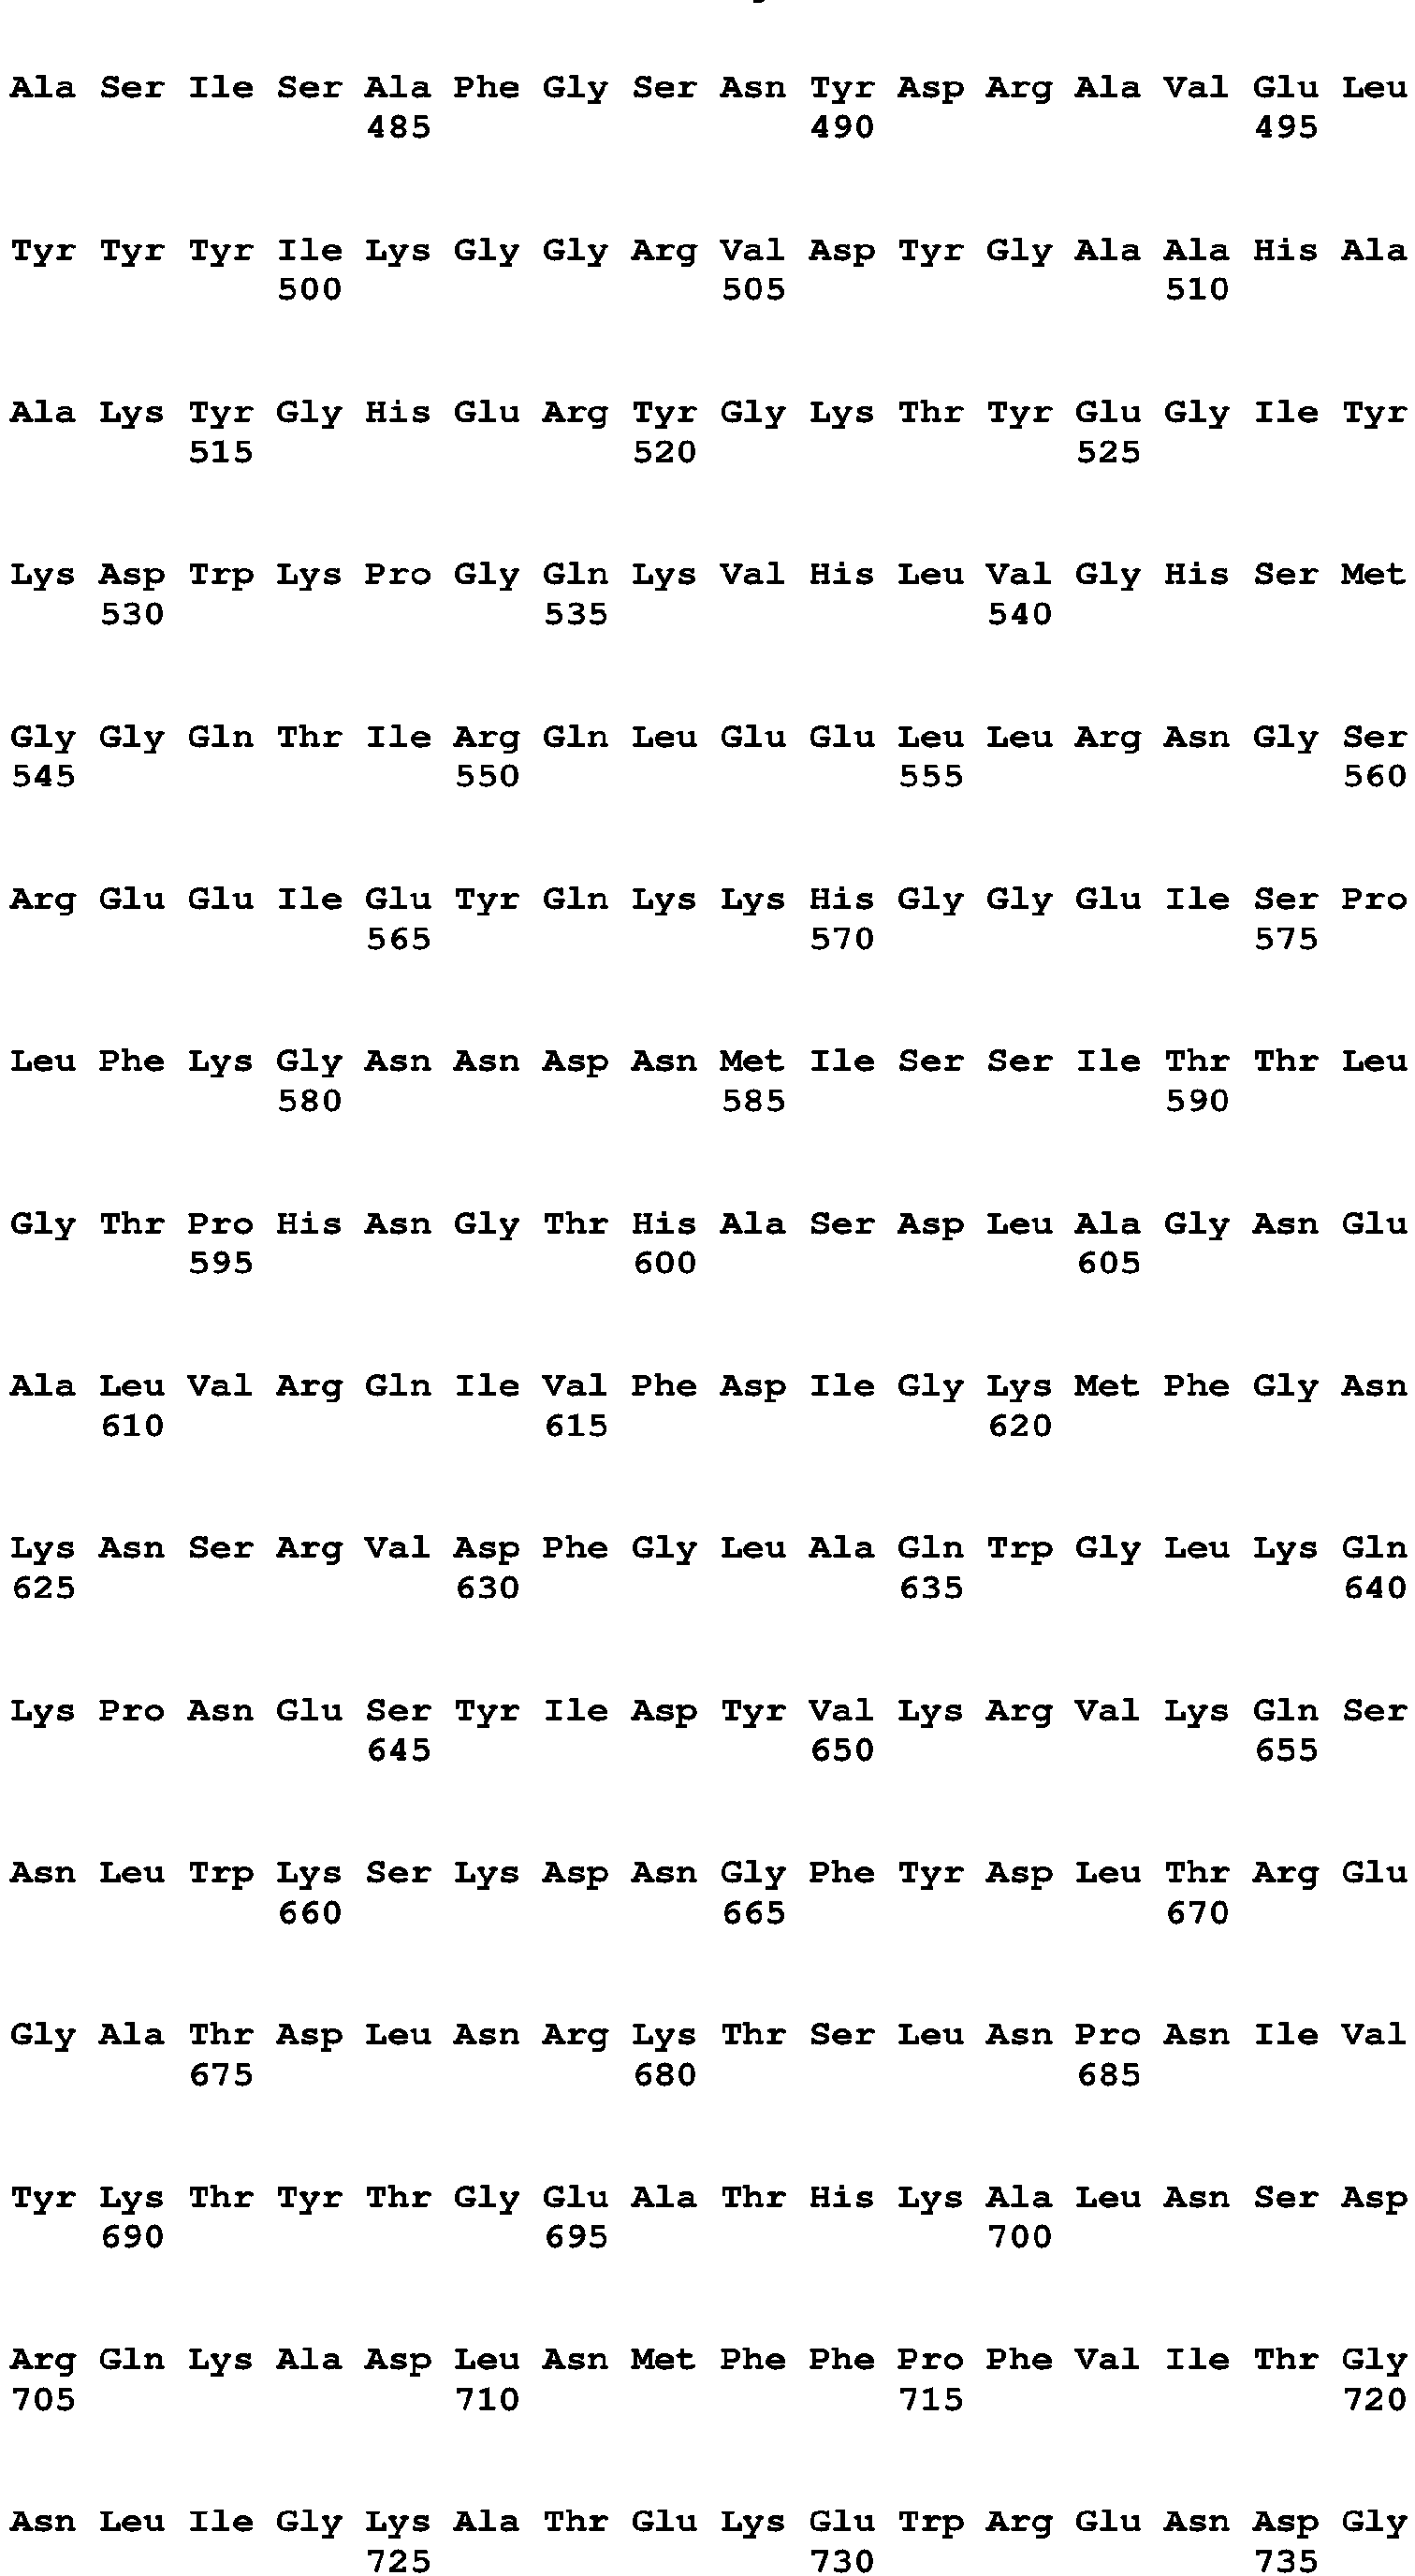 Ala Ser Ile Ser Ala Phe Gly Ser Asn Tyr Asp Arg Ala Val Glu Leu
485 490 495
Tyr Tyr Tyr Ile Lys Gly Gly Arg Val Asp Tyr Gly Ala Ala His Ala
500 505 510
Ala Lys Tyr Gly His Glu Arg Tyr Gly Lys Thr Tyr Glu Gly Ile Tyr
515 520 525
Lys Asp Trp Lys Pro Gly Gln Lys Val His Leu Val Gly His Ser Met
530 535 540
Gly Gly Gln Thr Ile Arg Gln Leu Glu Glu Leu Leu Arg Asn Gly Ser
545 550 555 560
Arg Glu Glu Ile Glu Tyr Gln Lys Lys His Gly Gly Glu Ile Ser Pro
565 570 575
Leu Phe Lys Gly Asn Asn Asp Asn Met Ile Ser Ser Ile Thr Thr Leu
580 585 590
Gly Thr Pro His Asn Gly Thr His Ala Ser Asp Leu Ala Gly Asn Glu
595 600 605
Ala Leu Val Arg Gln Ile Val Phe Asp Ile Gly Lys Met Phe Gly Asn
610 615 620
Lys Asn Ser Arg Val Asp Phe Gly Leu Ala Gln Trp Gly Leu Lys Gln
625 630 635 640
Lys Pro Asn Glu Ser Tyr Ile Asp Tyr Val Lys Arg Val Lys Gln Ser
645 650 655
Asn Leu Trp Lys Ser Lys Asp Asn Gly Phe Tyr Asp Leu Thr Arg Glu
660 665 670
Gly Ala Thr Asp Leu Asn Arg Lys Thr Ser Leu Asn Pro Asn Ile Val
675 680 685
Tyr Lys Thr Tyr Thr Gly Glu Ala Thr His Lys Ala Leu Asn Ser Asp
690 695 700
Arg Gln Lys Ala Asp Leu Asn Met Phe Phe Pro Phe Val Ile Thr Gly
705 710 715 720
Asn Leu Ile Gly Lys Ala Thr Glu Lys Glu Trp Arg Glu Asn Asp Gly
725 730 735